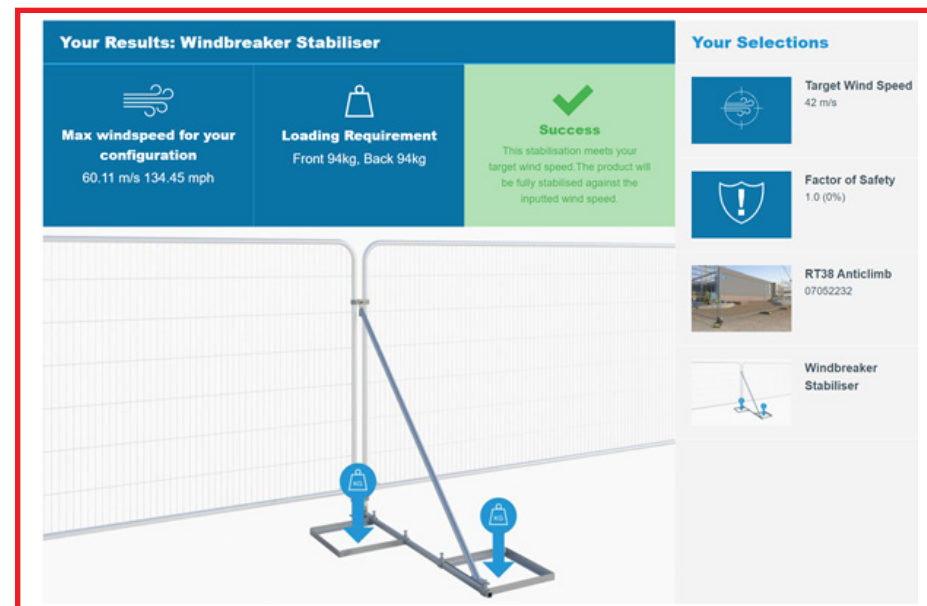 Your Results: Windbreaker Stabiliser
Max windspeed for your
configuration
60.11 m/s 134.45 mph
Loading Requirement
Front 94kg, Back 94kg
Success
This stabilisation meets your
target wind speed.The product will
be fully stabilised against the
inputted wind speed.
Your Selections
Target Wind Speed
42 m/s
Factor of Safety
1.0 (0%)
RT38 Anticlimb
07052232
Windbreaker
Stabiliser
KG
KG